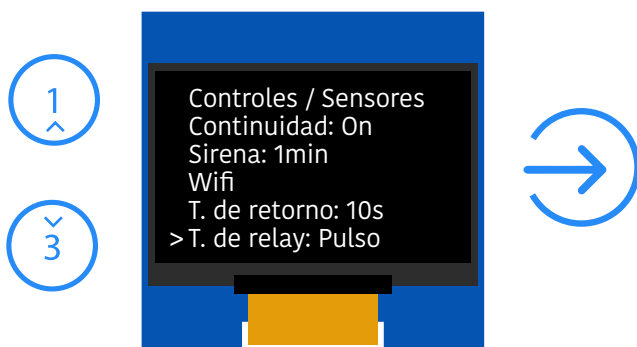 1
3
Controles / Sensores
Continuidad: On
Sirena: 1min
Wifi
T. de retorno: 10s
>T. de relay: Pulso